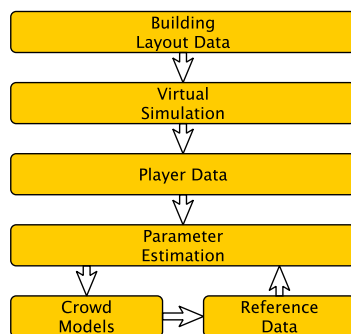 Building
Layout Data
Virtual
Simulation
Player Data
Parameter
Estimation
Crowd
Models
Reference
Data